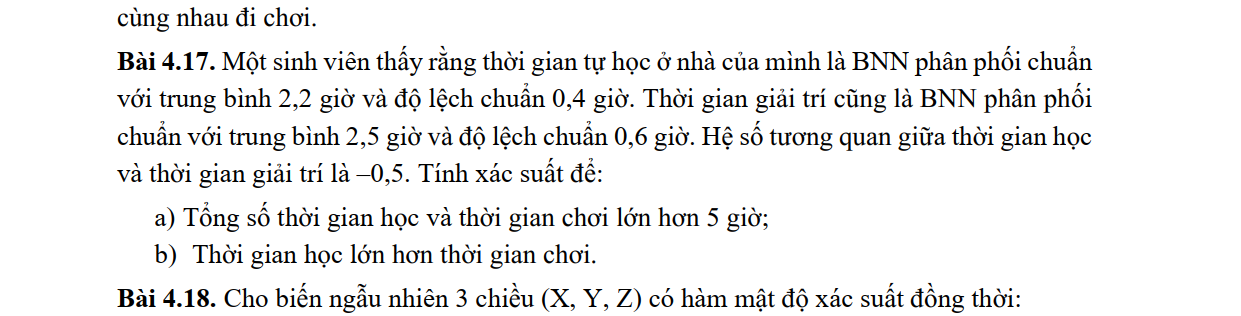 cùng nhau đi chơi.
Bài 4.17. Một sinh viên thấy rằng thời gian tự học ở nhà của mình là BNN phân phối chuẩn
với trung bình 2,2 giờ và độ lệch chuẩn 0,4 giờ. Thời gian giải trí cũng là BNN phân phối
chuẩn với trung bình 2,5 giờ và độ lệch chuẩn 0,6 giờ. Hệ số tương quan giữa thời gian học
và thời gian giải trí là –0,5. Tính xác suất để:
a) Tổng số thời gian học và thời gian chơi lớn hơn 5 giờ;
b) Thời gian học lớn hơn thời gian chơi.
Bài 4.18. Cho biến ngẫu nhiên 3 chiều (X, Y, Z) có hàm mật độ xác suất đồng thời: